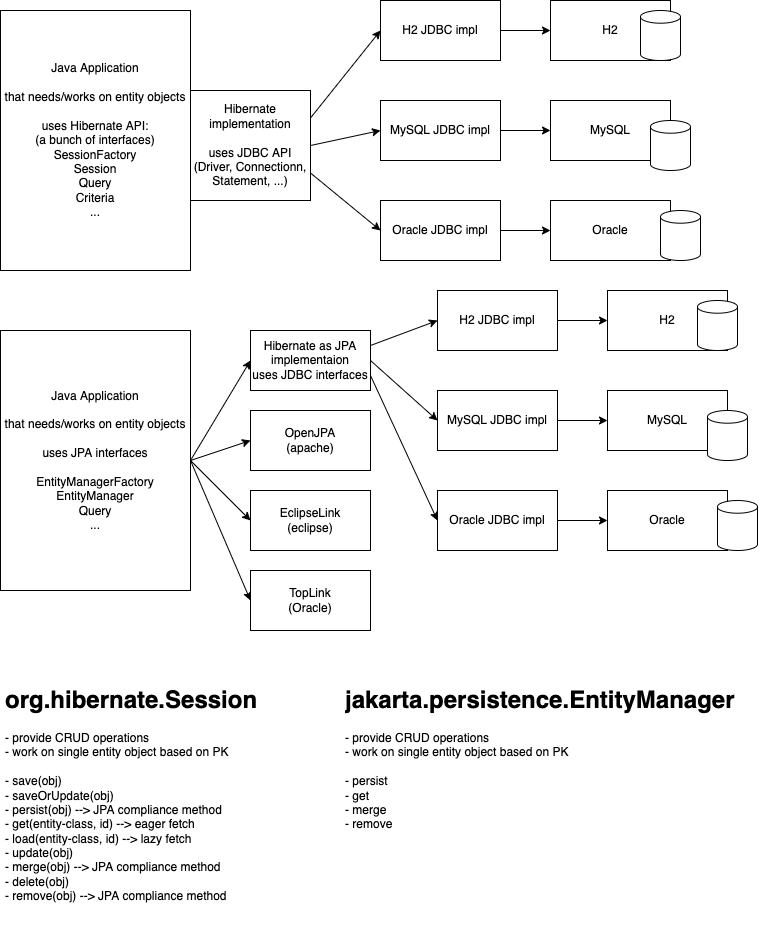 Java Application
that needs/works on entity objects
uses Hibernate API:
(a bunch of interfaces)
SessionFactory
Session
Query
Criteria
...
Hibernate
implementation
uses JDBC API
(Driver, Connectionn,
Statement, ...)
H2 JDBC impl
H2
MySQL JDBC impl
MySQL
Oracle JDBC impl
Oracle
Java Application
that needs/works on entity objects
uses JPA interfaces
EntityManagerFactory
EntityManager
Query
...
Hibernate as JPA
implementaion
uses JDBC interfaces
OpenJPA
(apache)
EclipseLink
(eclipse)
TopLink
(Oracle)
H2 JDBC impl
H2
MySQL JDBC impl
MySQL
Oracle JDBC impl
Oracle
org.hibernate.Session
- provide CRUD operations
- work on single entity object based on PK
- save(obj)
- saveOrUpdate(obj)
- persist(obj) --> JPA compliance method
- get(entity-class, id) --> eager fetch
- load(entity-class, id) --> lazy fetch
- update(obj)
- merge(obj) --> JPA compliance method
- delete(obj)
- remove(obj) --> JPA compliance method
jakarta.persistence.EntityManager
- provide CRUD operations
- work on single entity object based on PK
- persist
- get
- merge
- remove